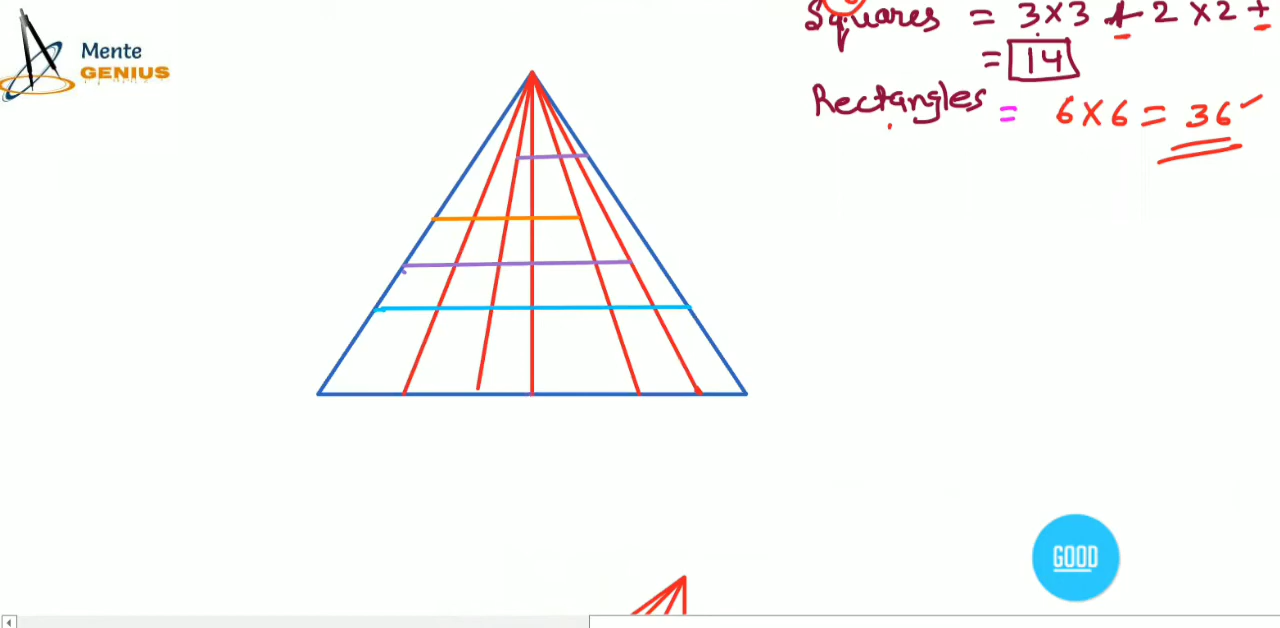 Mente
GENIUS
Squares = 3×3 + 2×2 +
= 14
Rectangles = 6×6 = 36 ✓
GOOD